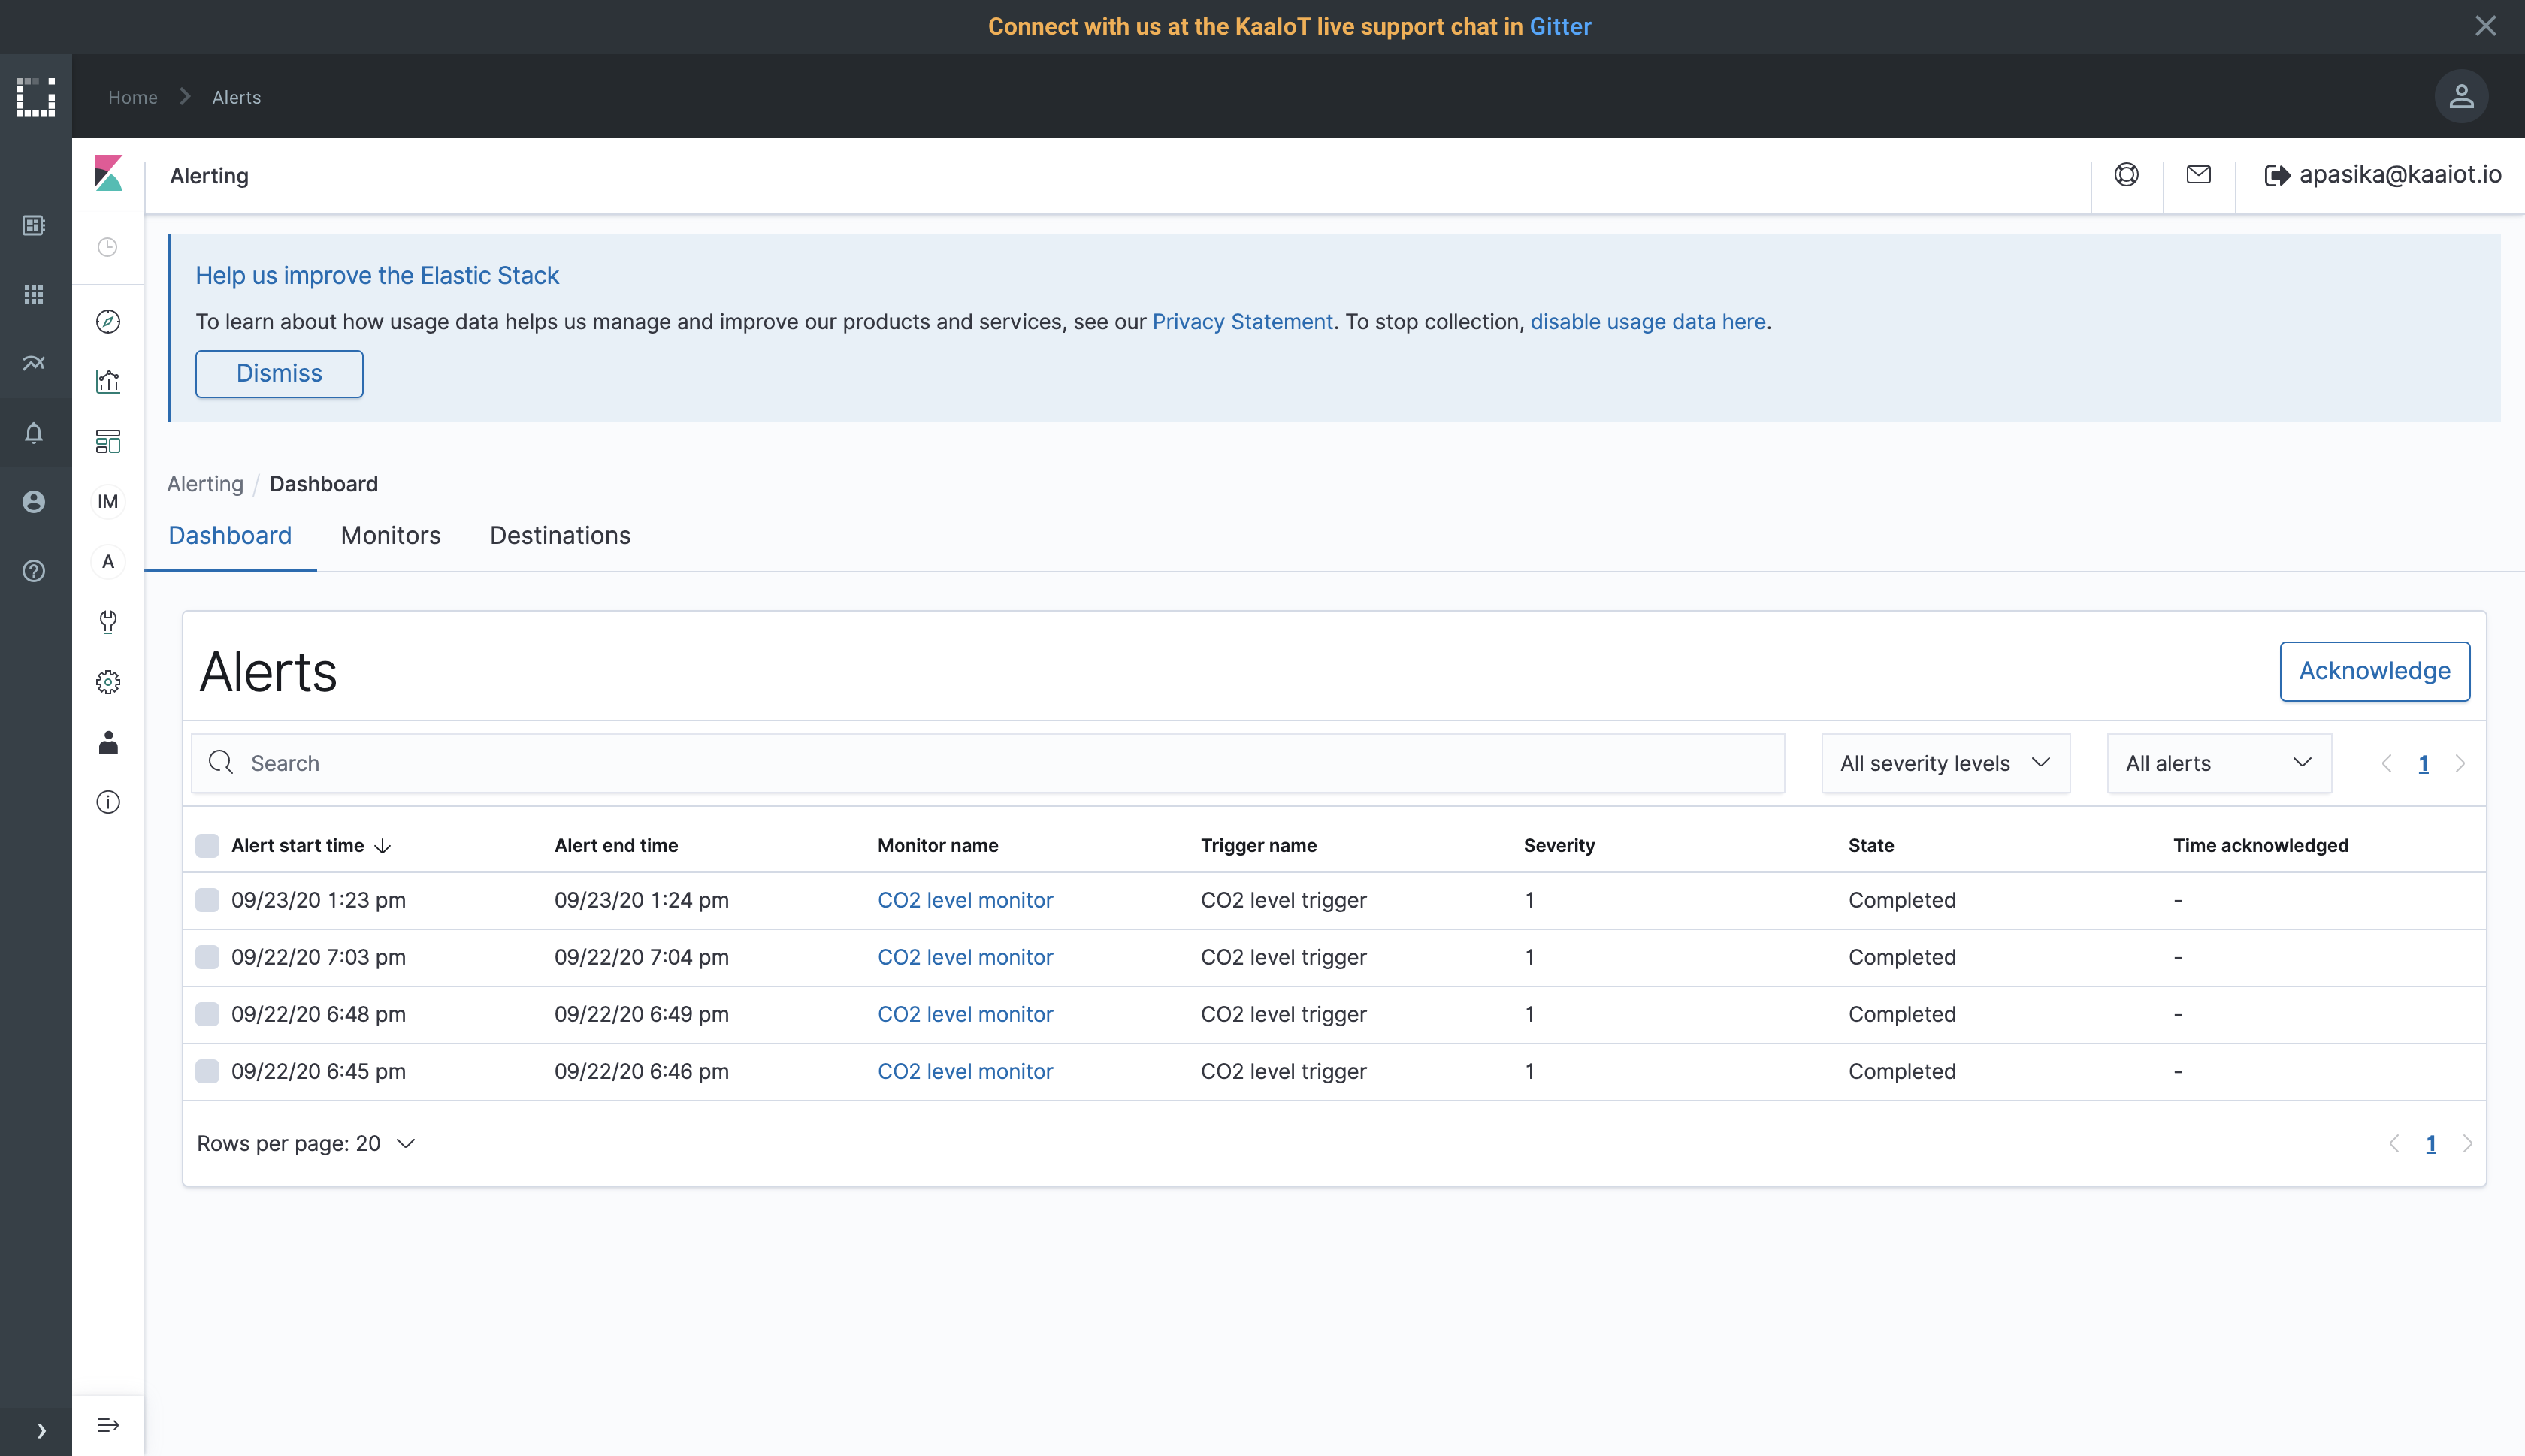 Connect with us at the KaaIoT live support chat in Gitter
Home Alerts
Alerting
apasika@kaaiot.io
Help us improve the Elastic Stack
To learn about how usage data helps us manage and improve our products and services, see our Privacy Statement. To stop collection, disable usage data here.
Dismiss
IM
A
Alerting / Dashboard
Dashboard Monitors Destinations
Alerts
Acknowledge
Search
All severity levels
All alerts
1
Alert start time Alert end time Monitor name Trigger name Severity State Time acknowledged
09/23/20 1:23 pm 09/23/20 1:24 pm CO2 level monitor CO2 level trigger 1 Completed -
09/22/20 7:03 pm 09/22/20 7:04 pm CO2 level monitor CO2 level trigger 1 Completed -
09/22/20 6:48 pm 09/22/20 6:49 pm CO2 level monitor CO2 level trigger 1 Completed -
09/22/20 6:45 pm 09/22/20 6:46 pm CO2 level monitor CO2 level trigger 1 Completed -
Rows per page: 20
1